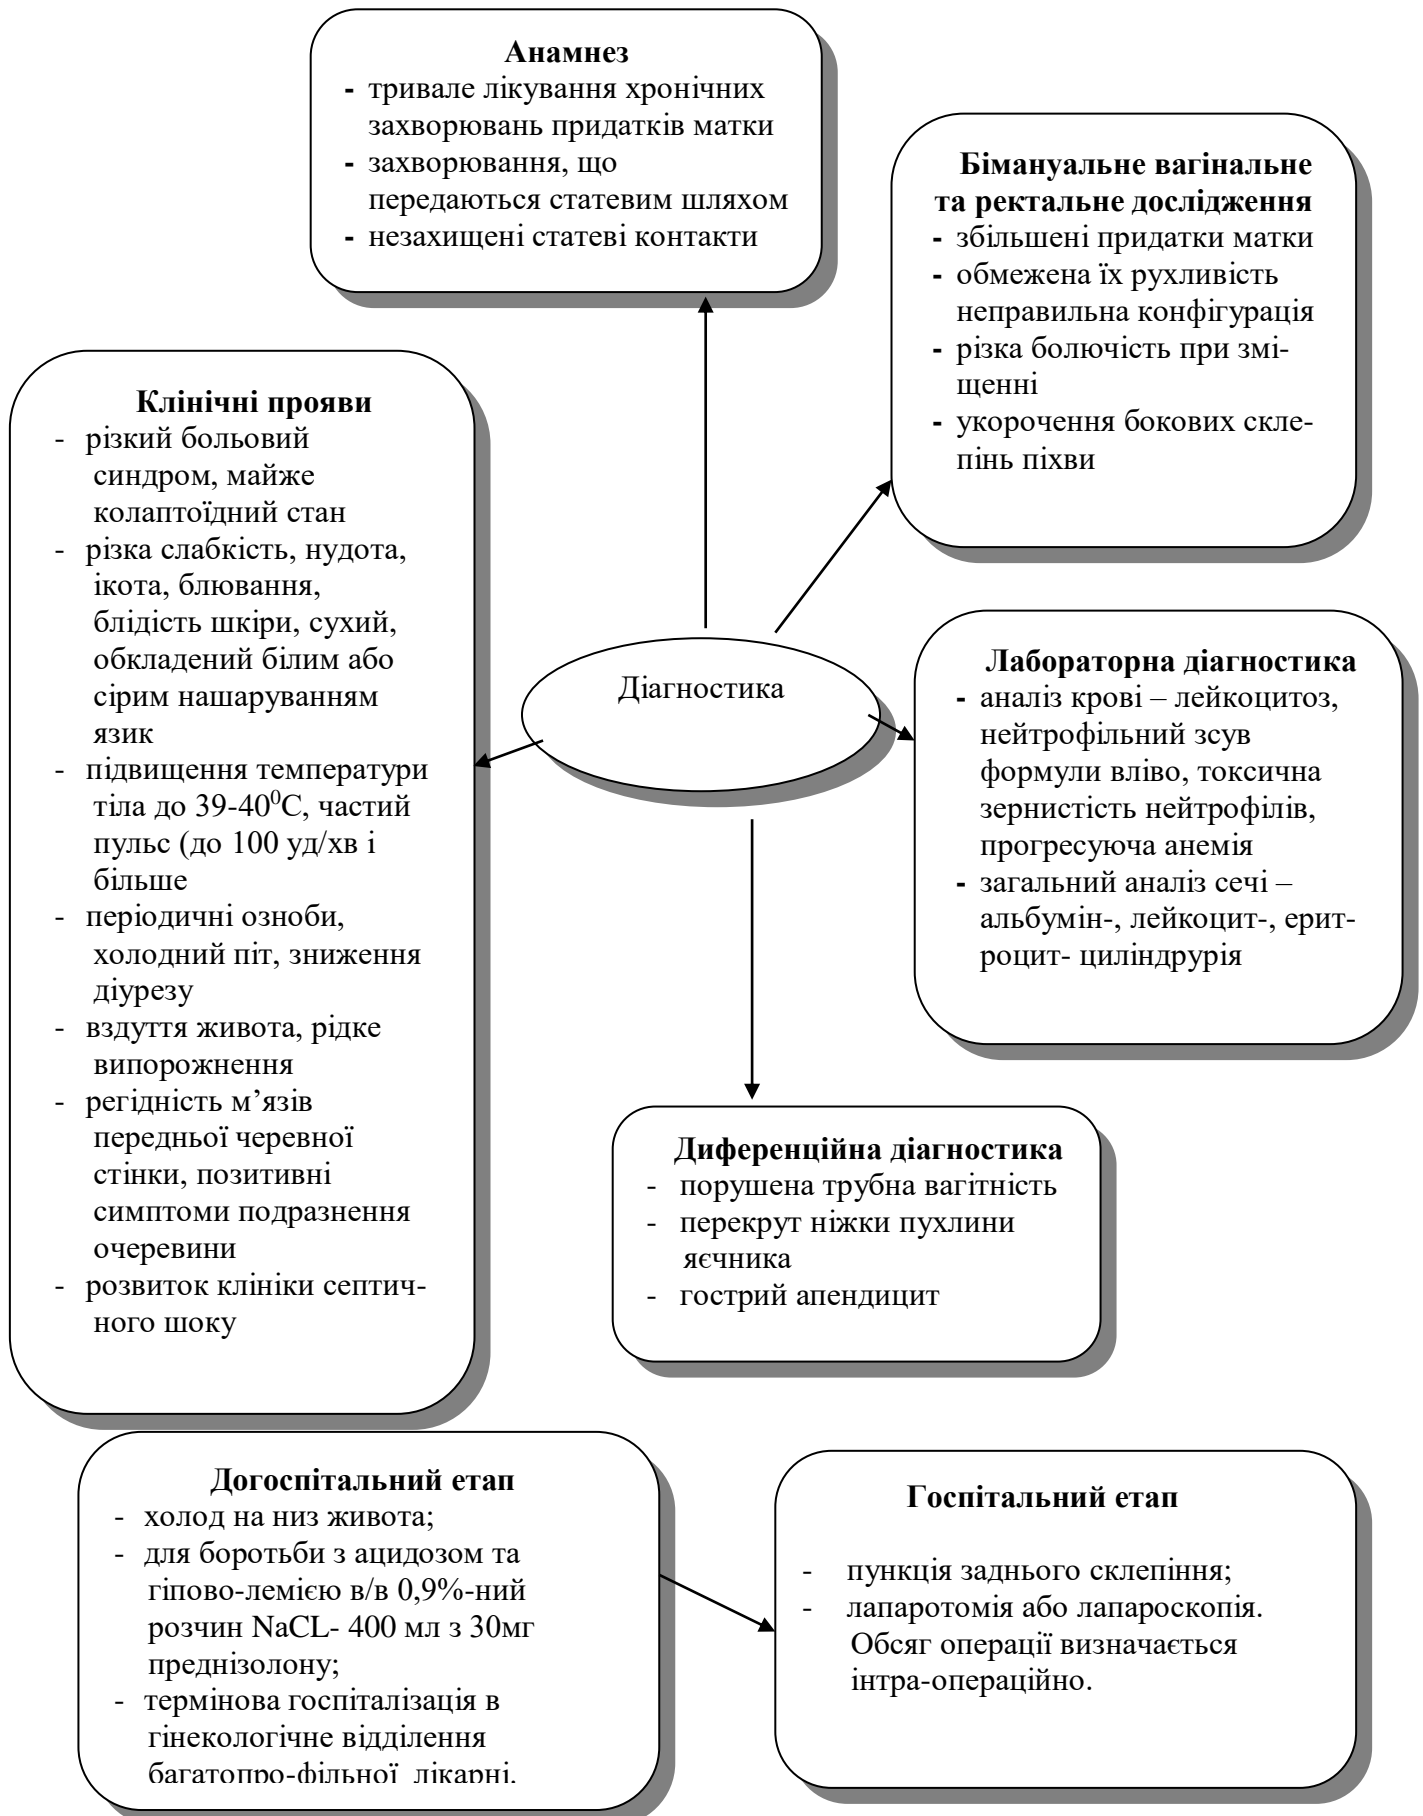 Анамнез
- тривале лікування хронічних
захворювань придатків матки
- захворювання, що
передаються статевим шляхом
- незахищені статеві контакти
Бімануальне вагінальне
та ректальне дослідження
- збільшені придатки матки
- обмежена їх рухливість
неправильна конфігурація
- різка болючість при змі-
щенні
- укорочення бокових скле-
пінь піхви
Клінічні прояви
- різкий больовий
синдром, майже
колаптоїдний стан
- різка слабкість, нудота,
ікота, блювання,
блідість шкіри, сухий,
обкладений білим або
сірим нашаруванням
язик
- підвищення температури
тіла до 39-40⁰С, частий
пульс (до 100 уд/хв і
більше
- періодичні озноби,
холодний піт, зниження
діурезу
- вздуття живота, рідке
випорожнення
- регідність м’язів
передньої черевної
стінки, позитивні
симптоми подразнення
очеревини
- розвиток клініки септич-
ного шоку
Діагностика
Лабораторна діагностика
- аналіз крові – лейкоцитоз,
нейтрофільний зсув
формули вліво, токсична
зернистість нейтрофілів,
прогресуюча анемія
- загальний аналіз сечі –
альбумін-, лейкоцит-, ерит-
роцит- циліндрурія
Диференційна діагностика
- порушена трубна вагітність
- перекрут ніжки пухлини
яєчника
- гострий апендицит
Догоспітальний етап
- холод на низ живота;
- для боротьби з ацидозом та
гіпово-лемією в/в 0,9%-ний
розчин NaCL- 400 мл з 30мг
преднізолону;
- термінова госпіталізація в
гінекологічне відділення
багатопро-фільної лікарні.
Госпітальний етап
- пункція заднього склепіння;
- лапаротомія або лапароскопія.
Обсяг операції визначається
інтра-операційно.